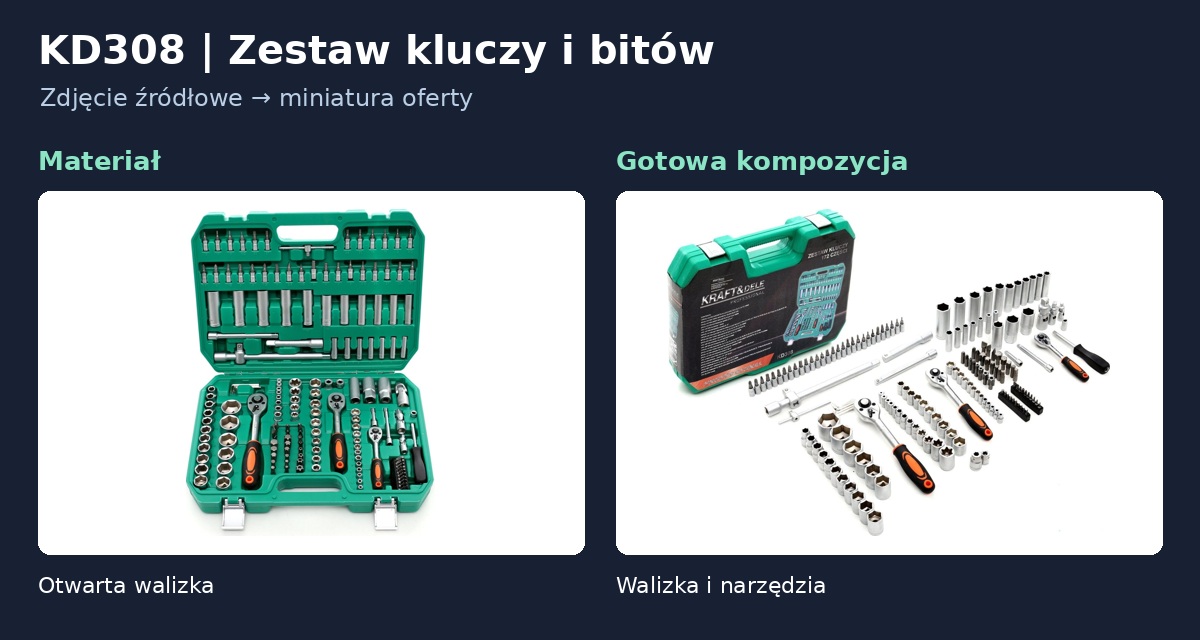 KD308 | Zestaw kluczy i bitów
Zdjęcie źródłowe → miniatura oferty
Materiał
Gotowa kompozycja
ZESTAW KLUCZY
KRAFT&DELE
PROFESSIONAL
Otwarta walizka
Walizka i narzędzia